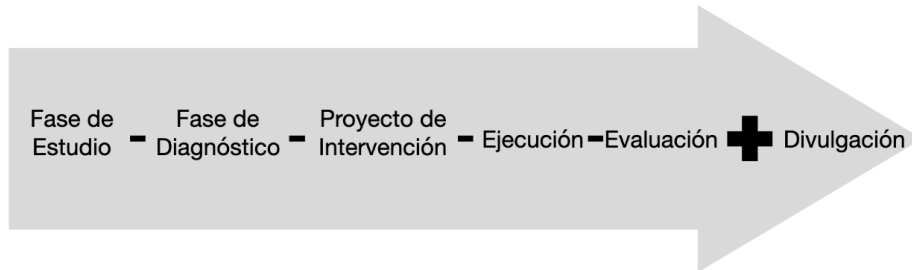 Fase de Estudio - Fase de Diagnóstico - Proyecto de Intervención - Ejecución - Evaluación + Divulgación